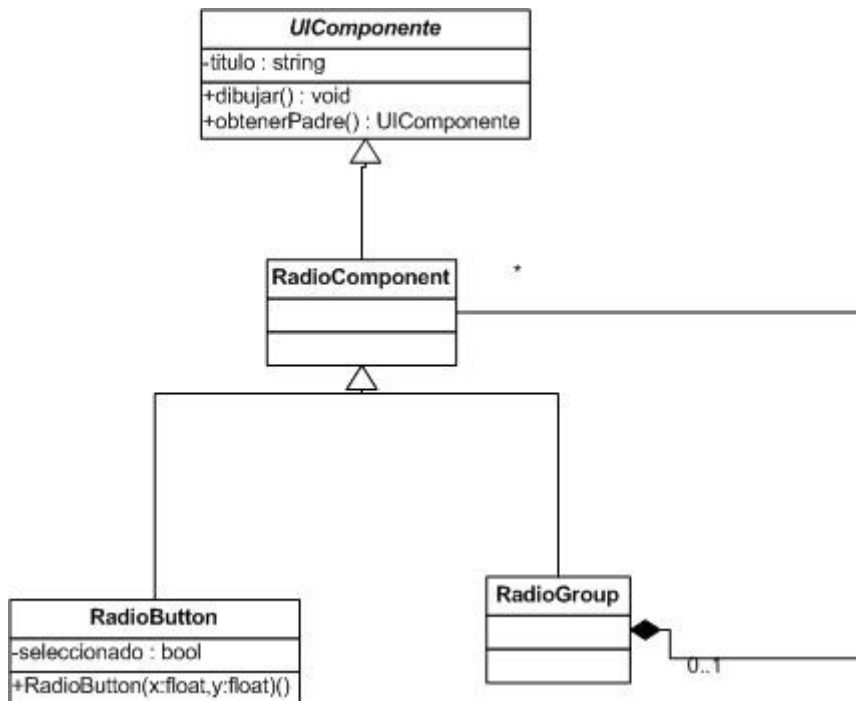 UIComponente
-titulo : string
+dibujar() : void
+obtenerPadre() : UIComponente
RadioComponent
*
RadioButton
-seleccionado : bool
+RadioButton(x:float,y:float)()
RadioGroup
0..1